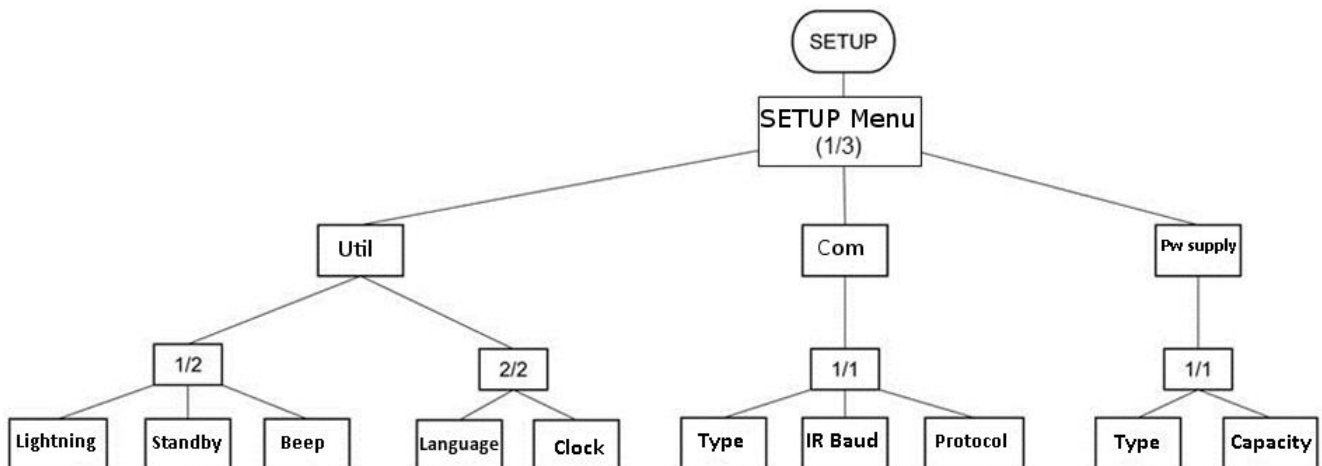 SETUP
SETUP Menu
(1/3)
Util
Com
Pw supply
1/2
2/2
1/1
1/1
Lightning
Standby
Beep
Language
Clock
Type
IR Baud
Protocol
Type
Capacity